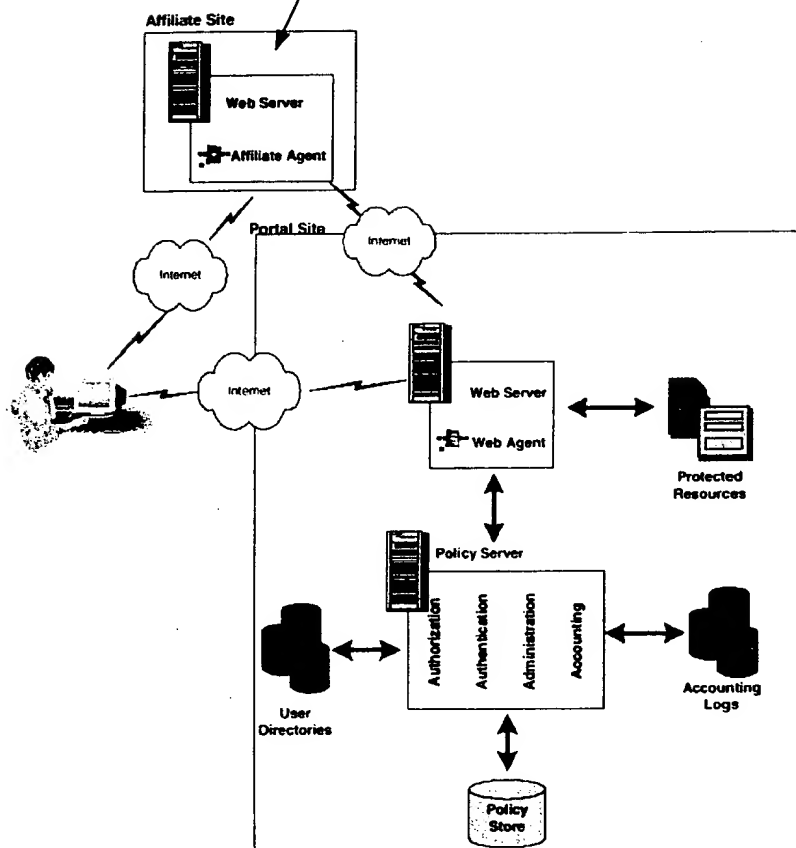 Affiliate Site
Web Server
Affiliate Agent
Portal Site
Internet
Internet
Internet
Web Server
Web Agent
Protected
Resources
Policy Server
Authorization
Authentication
Administration
Accounting
User
Directories
Accounting
Logs
Policy
Store